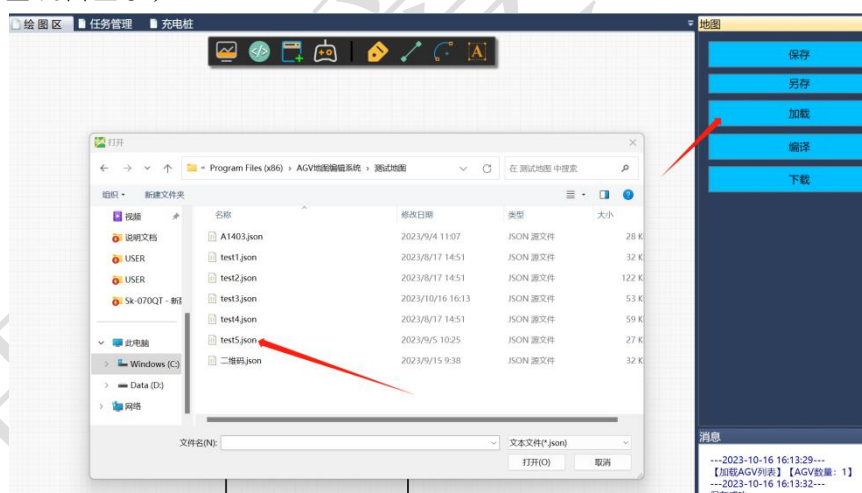 绘图区 任务管理 充电桩
地图
保存
另存
加载
编译
下载
打开
Program Files (x86) › AGV地图编辑系统 › 测试地图
在 测试地图 中搜索
组织 新建文件夹
名称 修改日期 类型 大小
视频
说明文档
USER
USER
Sk-070QT - 新
此电脑
Windows (C:)
Data (D:)
网络
A1403.json 2023/9/4 11:07 JSON 源文件 28 K
test1.json 2023/8/17 14:51 JSON 源文件 32 K
test2.json 2023/8/17 14:51 JSON 源文件 122 K
test3.json 2023/10/16 16:13 JSON 源文件 53 K
test4.json 2023/8/17 14:51 JSON 源文件 59 K
test5.json 2023/9/5 10:25 JSON 源文件 27 K
二维码.json 2023/9/15 9:38 JSON 源文件 32 K
文件名(N): 文本文件(*.json)
打开(O) 取消
消息
---2023-10-16 16:13:29---
【加载AGV列表】【AGV数量：1】
---2023-10-16 16:13:32---